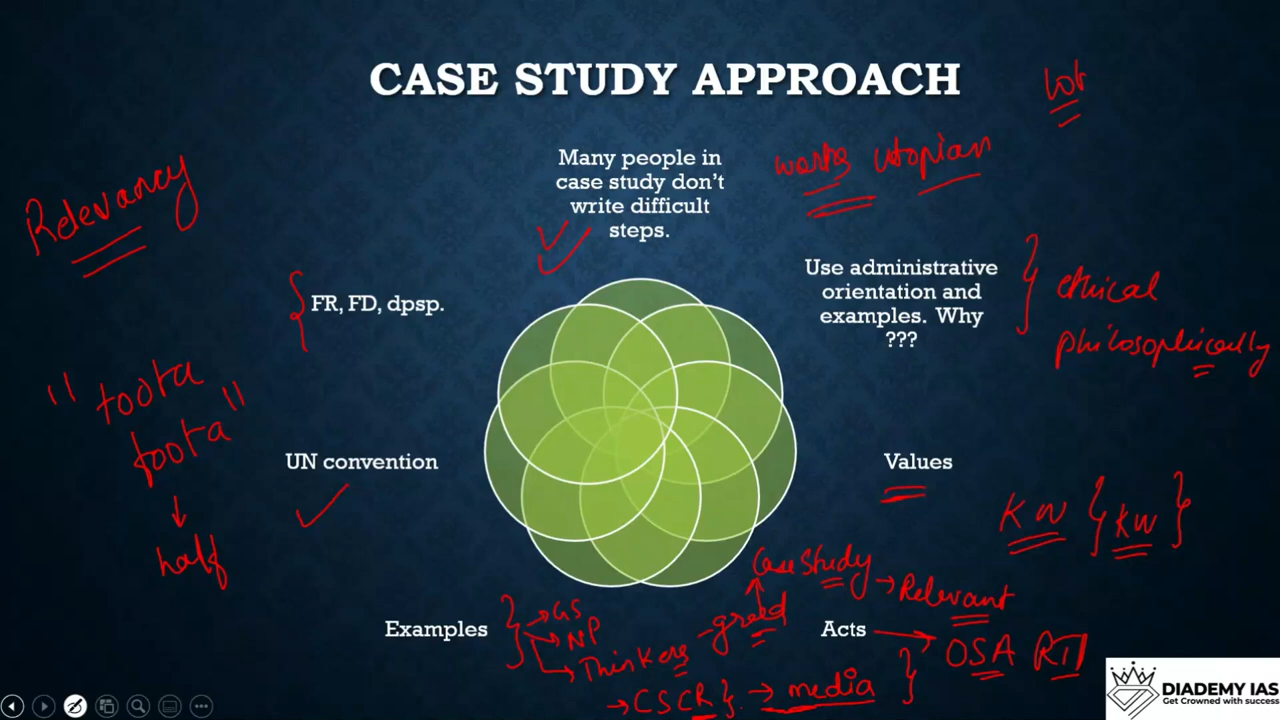 CASE STUDY APPROACH
Many people in
case study don't
write difficult
steps.
utopian
Relevancy
Use administrative
orientation and
examples. Why
???
ethical
philosophically
FR, FD, dpsp.
"toota
foota"
half
UN convention
Values
KW { KW }
Case Study → Relevant
Examples
→ GS
→ NP
→ Thinkers - greed
→ CSCR } → media
Acts → OSA RTI
DIADEMY IAS
Get Crowned with success